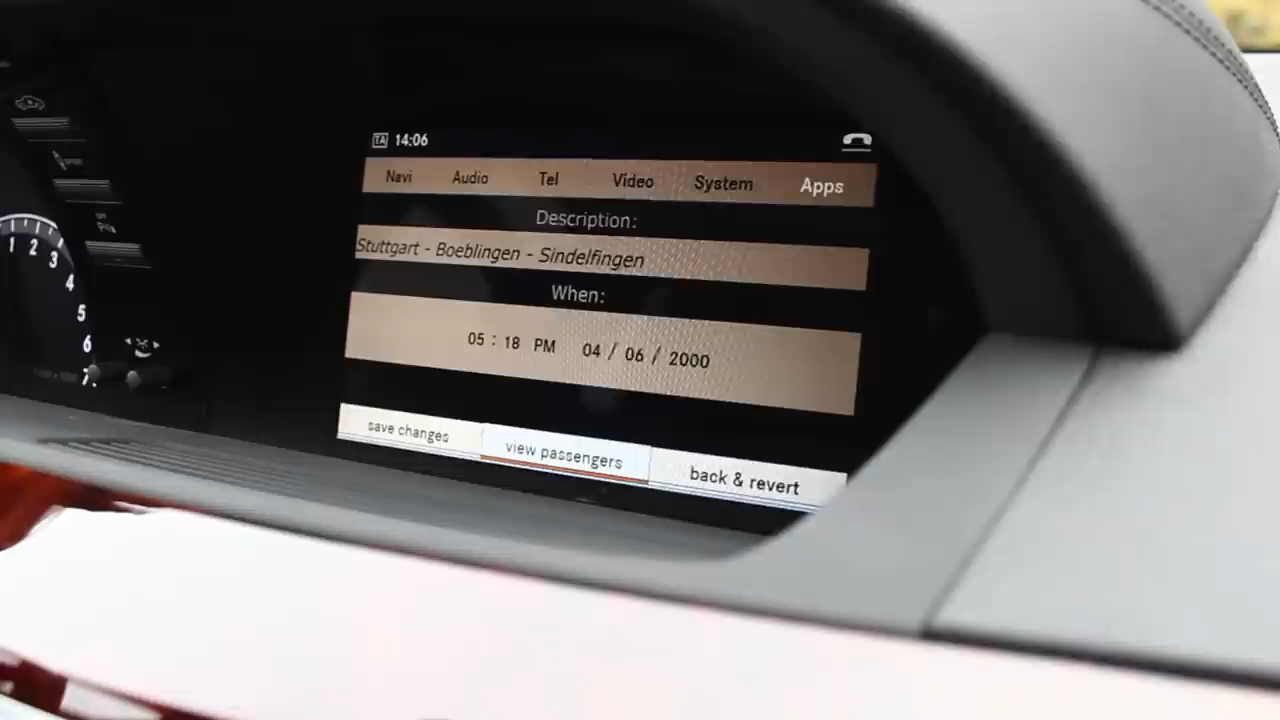 TA 14:06
Navi Audio Tel Video System Apps
Description:
Stuttgart - Boeblingen - Sindelfingen
When:
05 : 18 PM 04 / 06 / 2000
save changes view passengers back & revert
1 2 3 4 5 6 7